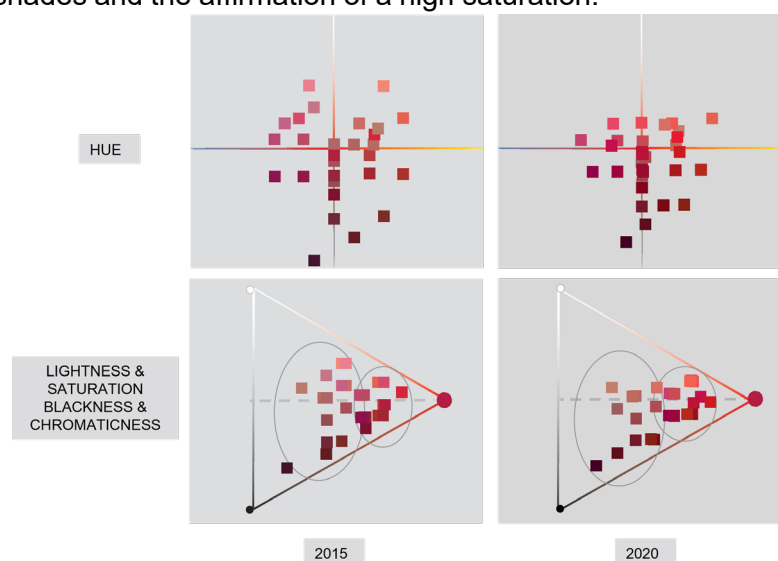 shades and the affirmation of a high saturation.
HUE
LIGHTNESS &
SATURATION
BLACKNESS &
CHROMATICNESS
2015
2020